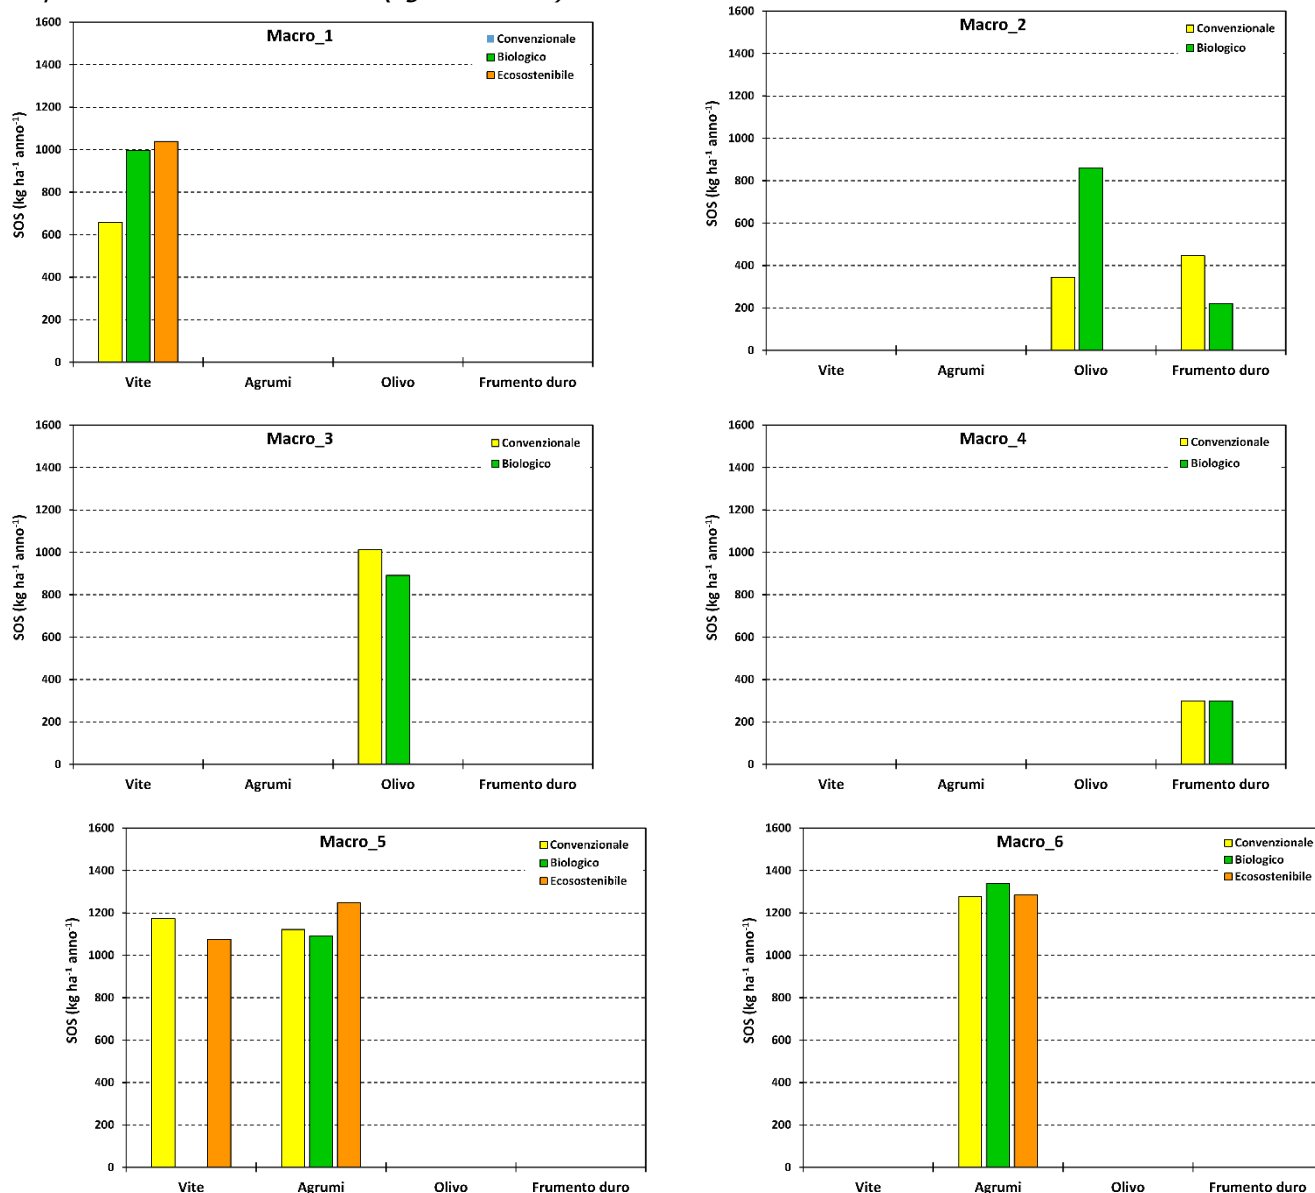 Macro_1
Convenzionale
Biologico
Ecosostenibile
SOS (kg ha⁻¹ anno⁻¹)
1600
1400
1200
1000
800
600
400
200
0
Vite Agrumi Olivo Frumento duro
Macro_2
Convenzionale
Biologico
SOS (kg ha⁻¹ anno⁻¹)
1600
1400
1200
1000
800
600
400
200
0
Vite Agrumi Olivo Frumento duro
Macro_3
Convenzionale
Biologico
SOS (kg ha⁻¹ anno⁻¹)
1600
1400
1200
1000
800
600
400
200
0
Vite Agrumi Olivo Frumento duro
Macro_4
Convenzionale
Biologico
SOS (kg ha⁻¹ anno⁻¹)
1600
1400
1200
1000
800
600
400
200
0
Vite Agrumi Olivo Frumento duro
Macro_5
Convenzionale
Biologico
Ecosostenibile
SOS (kg ha⁻¹ anno⁻¹)
1600
1400
1200
1000
800
600
400
200
0
Vite Agrumi Olivo Frumento duro
Macro_6
Convenzionale
Biologico
Ecosostenibile
SOS (kg ha⁻¹ anno⁻¹)
1600
1400
1200
1000
800
600
400
200
0
Vite Agrumi Olivo Frumento duro